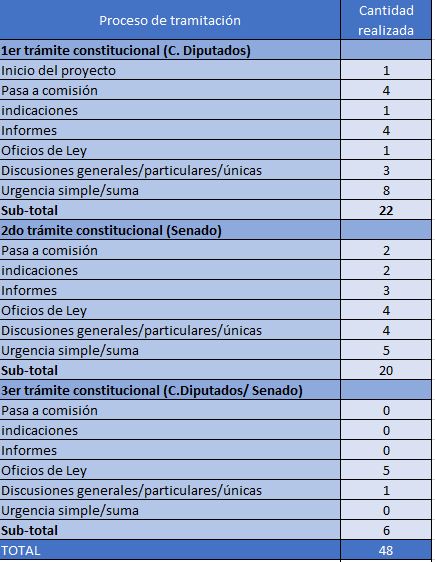 Proceso de tramitación Cantidad realizada
1er trámite constitucional (C. Diputados)
Inicio del proyecto 1
Pasa a comisión 4
indicaciones 1
Informes 4
Oficios de Ley 1
Discusiones generales/particulares/únicas 3
Urgencia simple/suma 8
Sub-total 22
2do trámite constitucional (Senado)
Pasa a comisión 2
indicaciones 2
Informes 3
Oficios de Ley 4
Discusiones generales/particulares/únicas 4
Urgencia simple/suma 5
Sub-total 20
3er trámite constitucional (C.Diputados/ Senado)
Pasa a comisión 0
indicaciones 0
Informes 0
Oficios de Ley 5
Discusiones generales/particulares/únicas 1
Urgencia simple/suma 0
Sub-total 6
TOTAL 48